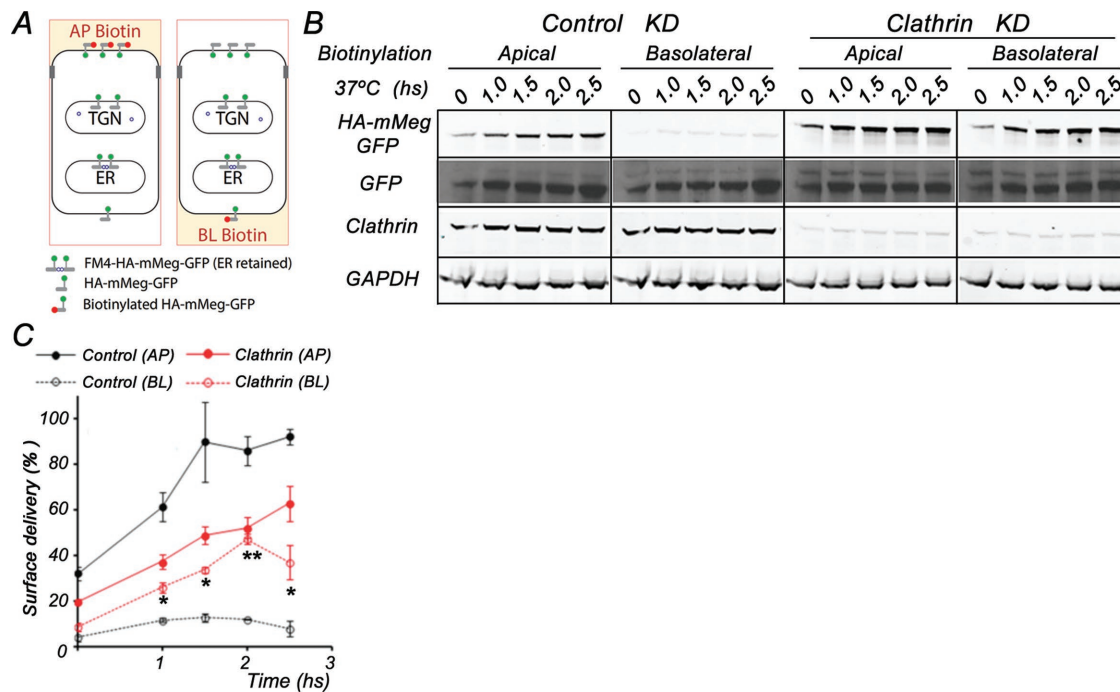 A
AP Biotin
TGN TGN
ER ER
BL Biotin
FM4-HA-mMeg-GFP (ER retained)
HA-mMeg-GFP
Biotinylated HA-mMeg-GFP
B
Control KD Clathrin KD
Biotinylation Apical Basolateral Apical Basolateral
37ºC (hs) 0 1.0 1.5 2.0 2.5 0 1.0 1.5 2.0 2.5 0 1.0 1.5 2.0 2.5 0 1.0 1.5 2.0 2.5
HA-mMeg
GFP
GFP
Clathrin
GAPDH
C
Control (AP) Clathrin (AP)
Control (BL) Clathrin (BL)
Surface delivery (%)
100
80
60
40
20
0
* * ** *
1 2 3
Time (hs)